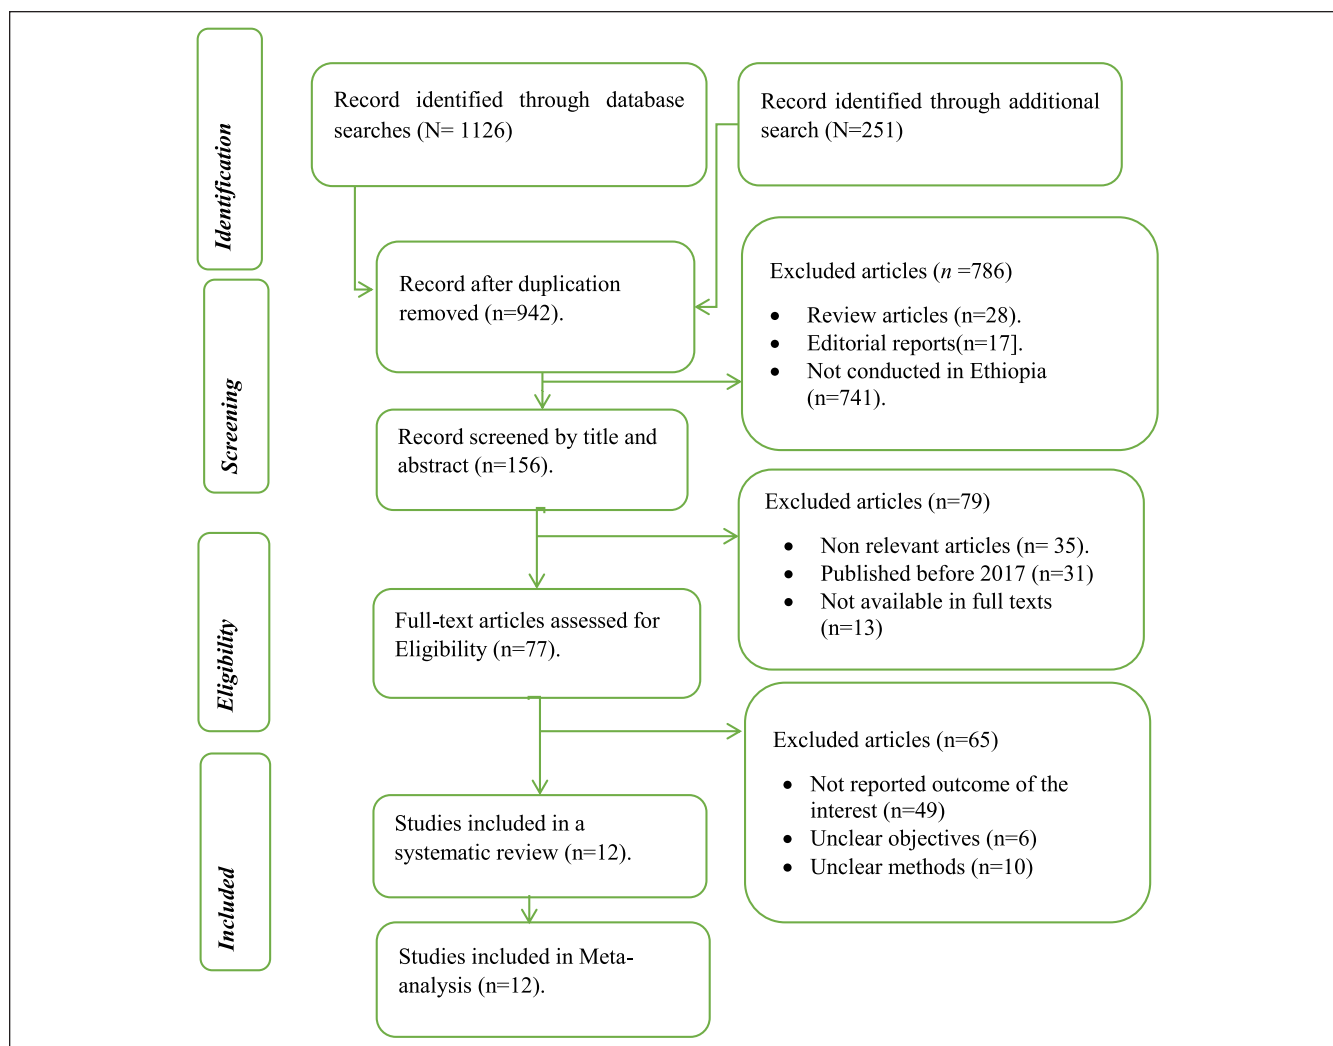 Identification
Record identified through database
searches (N= 1126)
Record identified through additional
search (N=251)
Record after duplication
removed (n=942).
Excluded articles (n =786)
• Review articles (n=28).
• Editorial reports(n=17].
• Not conducted in Ethiopia
(n=741).
Screening
Record screened by title and
abstract (n=156).
Excluded articles (n=79)
• Non relevant articles (n= 35).
• Published before 2017 (n=31)
• Not available in full texts
(n=13)
Eligibility
Full-text articles assessed for
Eligibility (n=77).
Excluded articles (n=65)
• Not reported outcome of the
interest (n=49)
• Unclear objectives (n=6)
• Unclear methods (n=10)
Included
Studies included in a
systematic review (n=12).
Studies included in Meta-
analysis (n=12).